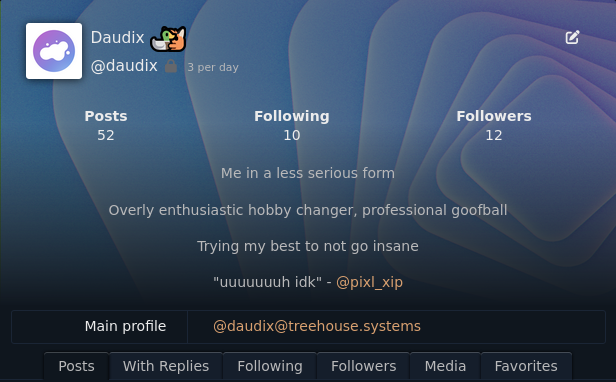 Daudix
@daudix 3 per day
Posts Following Followers
52 10 12
Me in a less serious form
Overly enthusiastic hobby changer, professional goofball
Trying my best to not go insane
"uuuuuuuh idk" - @pixl_xip
Main profile @daudix@treehouse.systems
Posts With Replies Following Followers Media Favorites